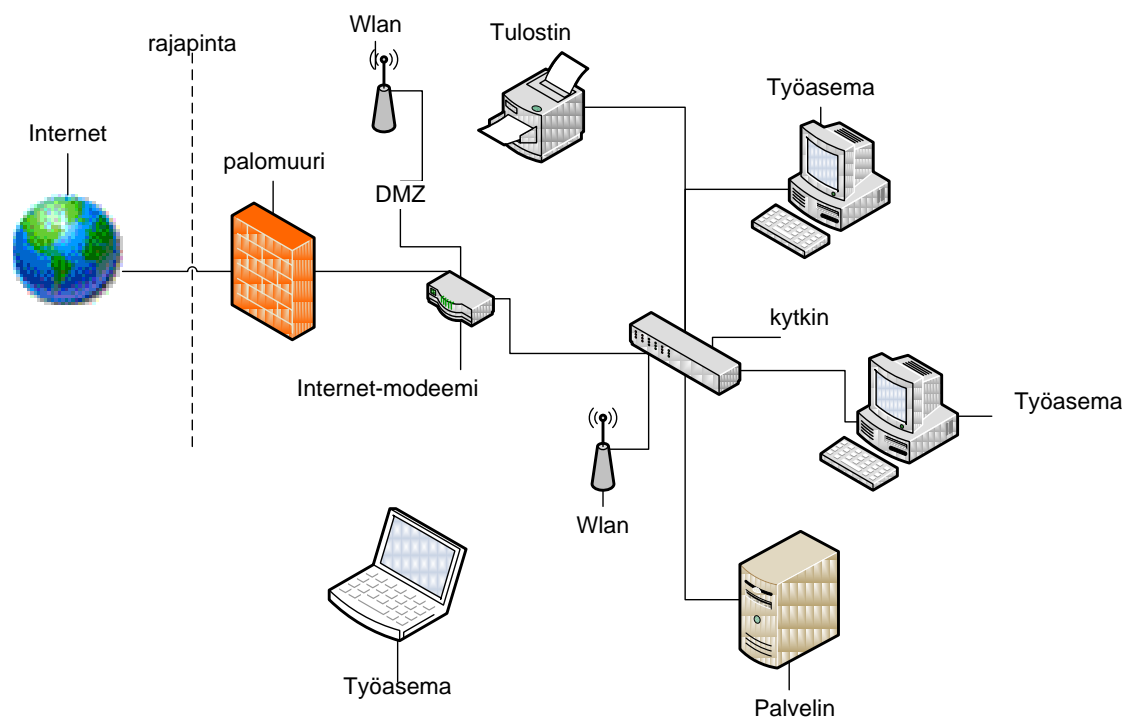 Wlan
Tulostin
rajapinta
Työasema
Internet
palomuuri
DMZ
kytkin
Internet-modeemi
Työasema
Wlan
Työasema
Palvelin